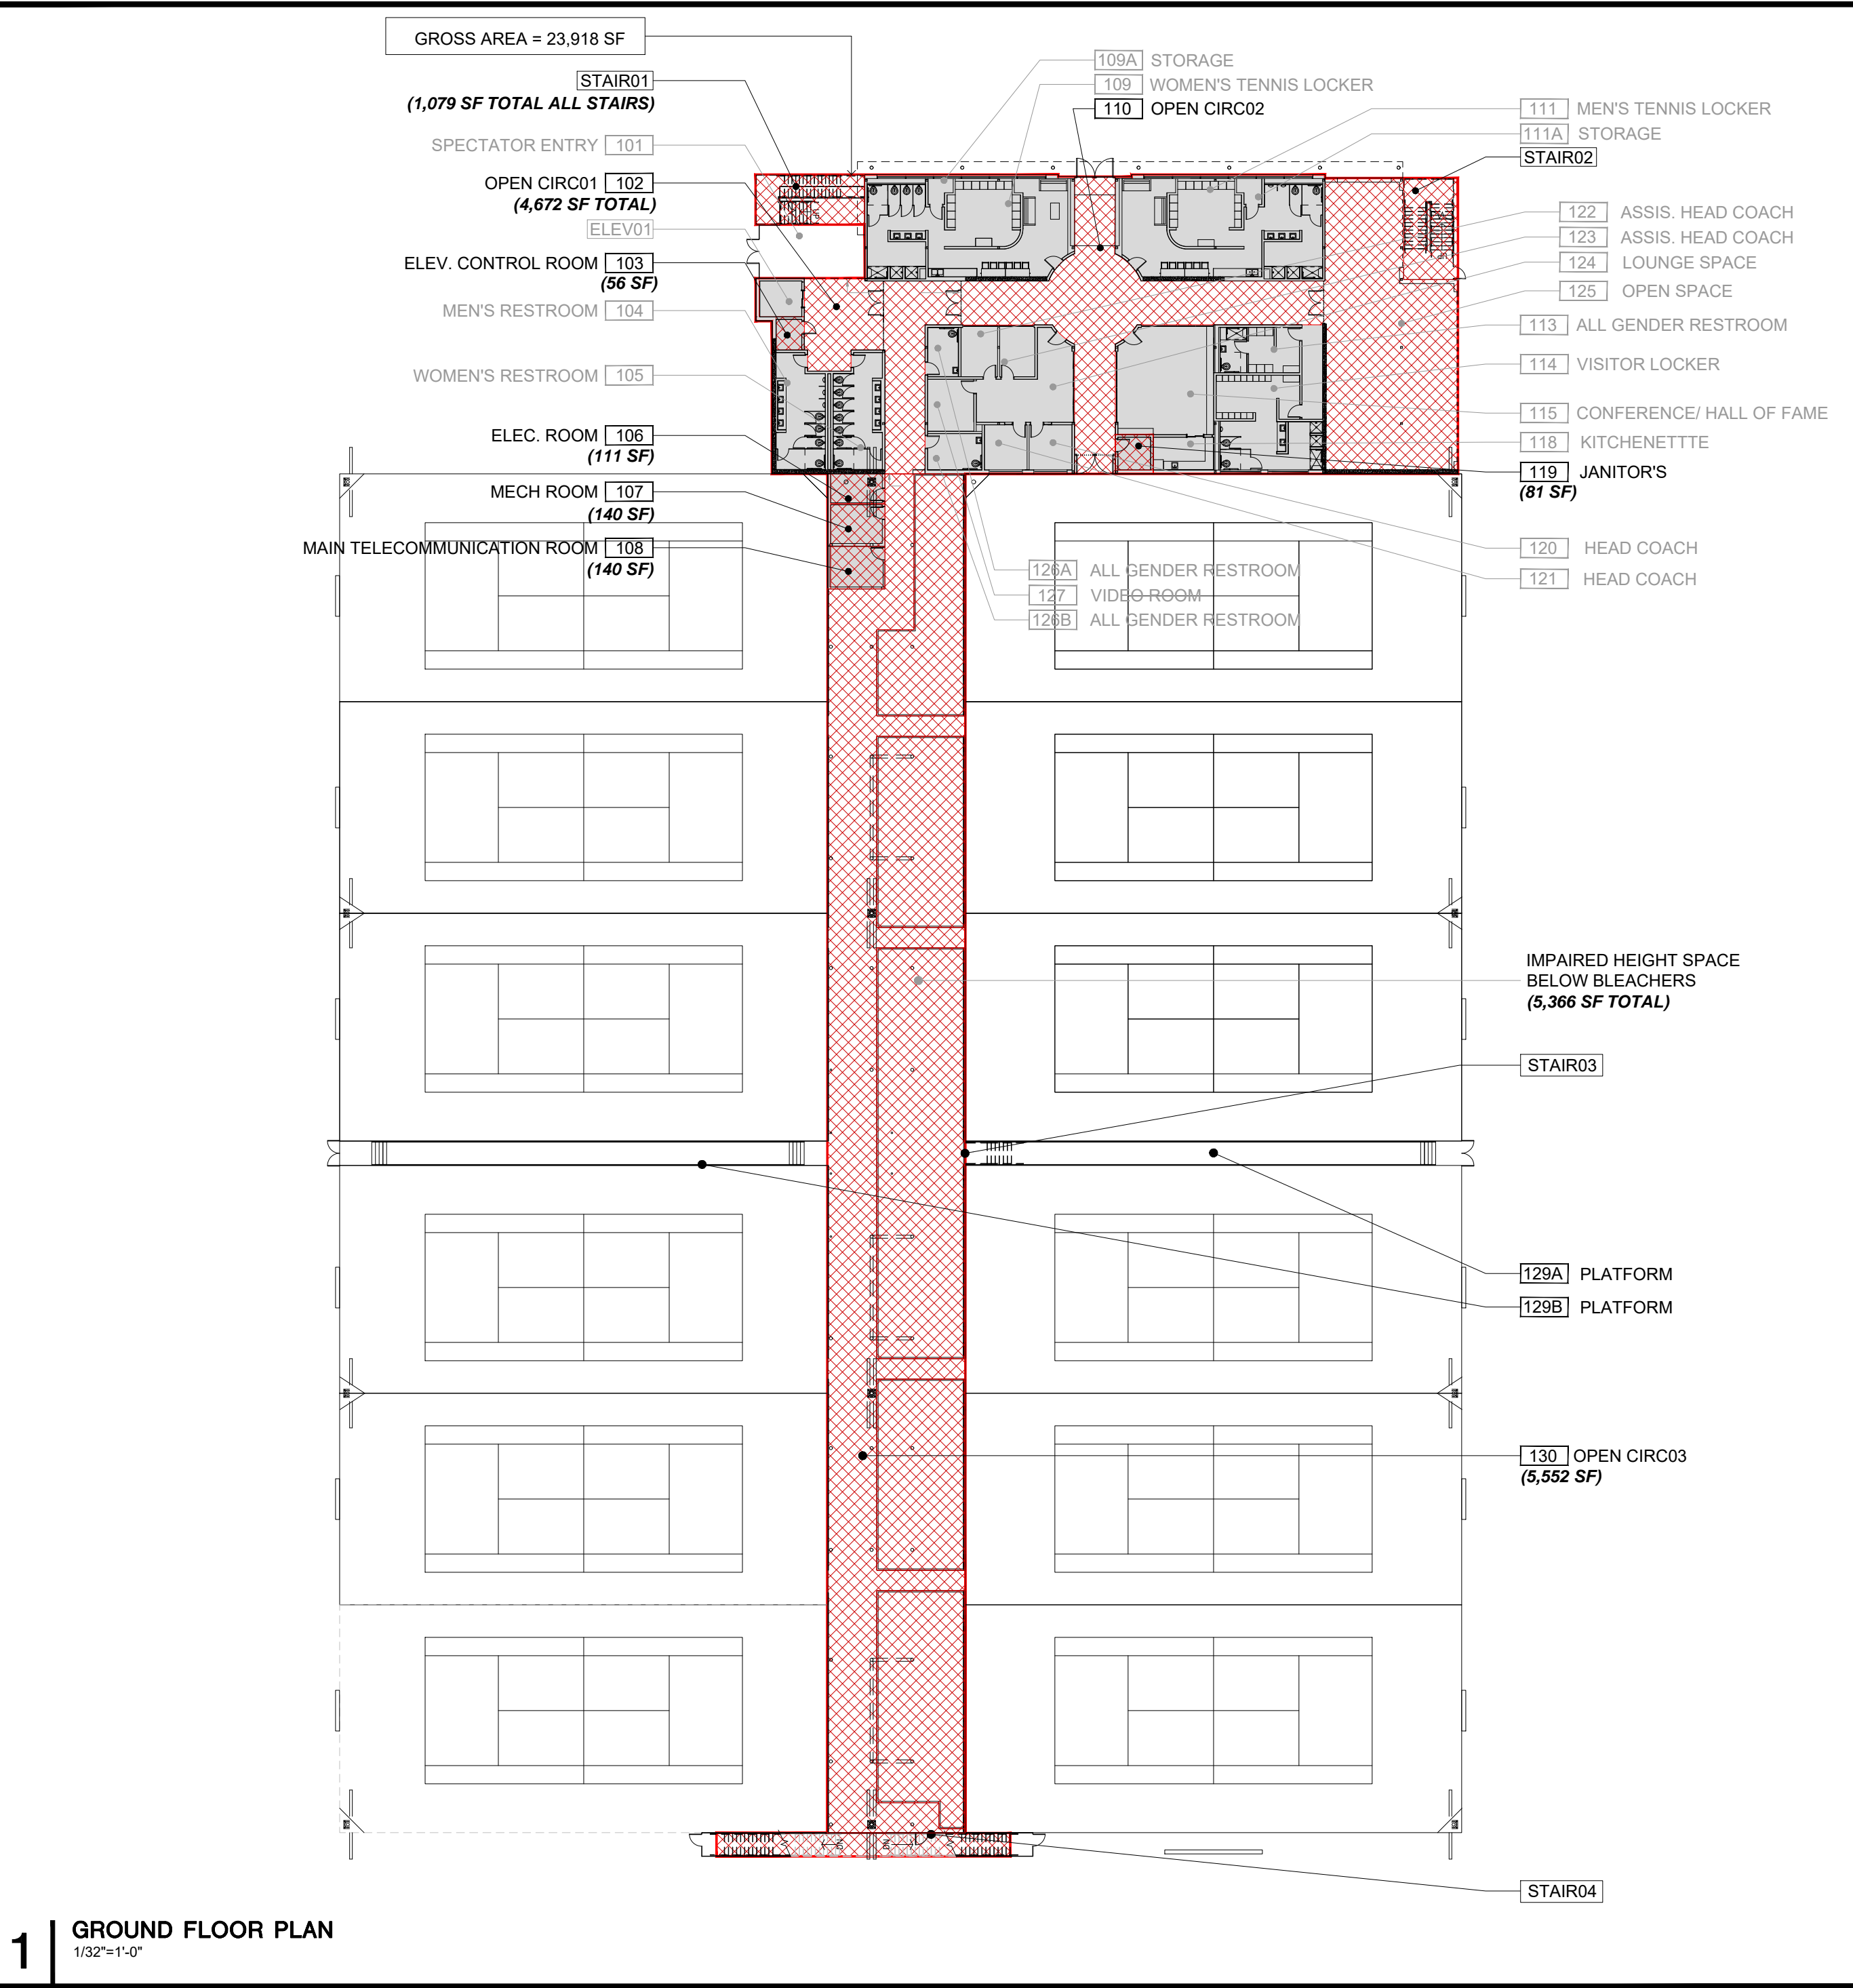 GROSS AREA = 23,918 SF
STAIR01
(1,079 SF TOTAL ALL STAIRS)
SPECTATOR ENTRY 101
OPEN CIRC01 102
(4,672 SF TOTAL)
ELEV01
ELEV. CONTROL ROOM 103
(56 SF)
MEN'S RESTROOM 104
WOMEN'S RESTROOM 105
ELEC. ROOM 106
(111 SF)
MECH ROOM 107
(140 SF)
MAIN TELECOMMUNICATION ROOM 108
(140 SF)
109A STORAGE
109 WOMEN'S TENNIS LOCKER
110 OPEN CIRC02
111 MEN'S TENNIS LOCKER
111A STORAGE
STAIR02
122 ASSIS. HEAD COACH
123 ASSIS. HEAD COACH
124 LOUNGE SPACE
125 OPEN SPACE
113 ALL GENDER RESTROOM
114 VISITOR LOCKER
115 CONFERENCE/ HALL OF FAME
118 KITCHENETTTE
119 JANITOR'S
(81 SF)
120 HEAD COACH
121 HEAD COACH
126A ALL GENDER RESTROOM
127 VIDEO ROOM
126B ALL GENDER RESTROOM
IMPAIRED HEIGHT SPACE
BELOW BLEACHERS
(5,366 SF TOTAL)
STAIR03
129A PLATFORM
129B PLATFORM
130 OPEN CIRC03
(5,552 SF)
DN DN
STAIR04
1 GROUND FLOOR PLAN
1/32"=1'-0"